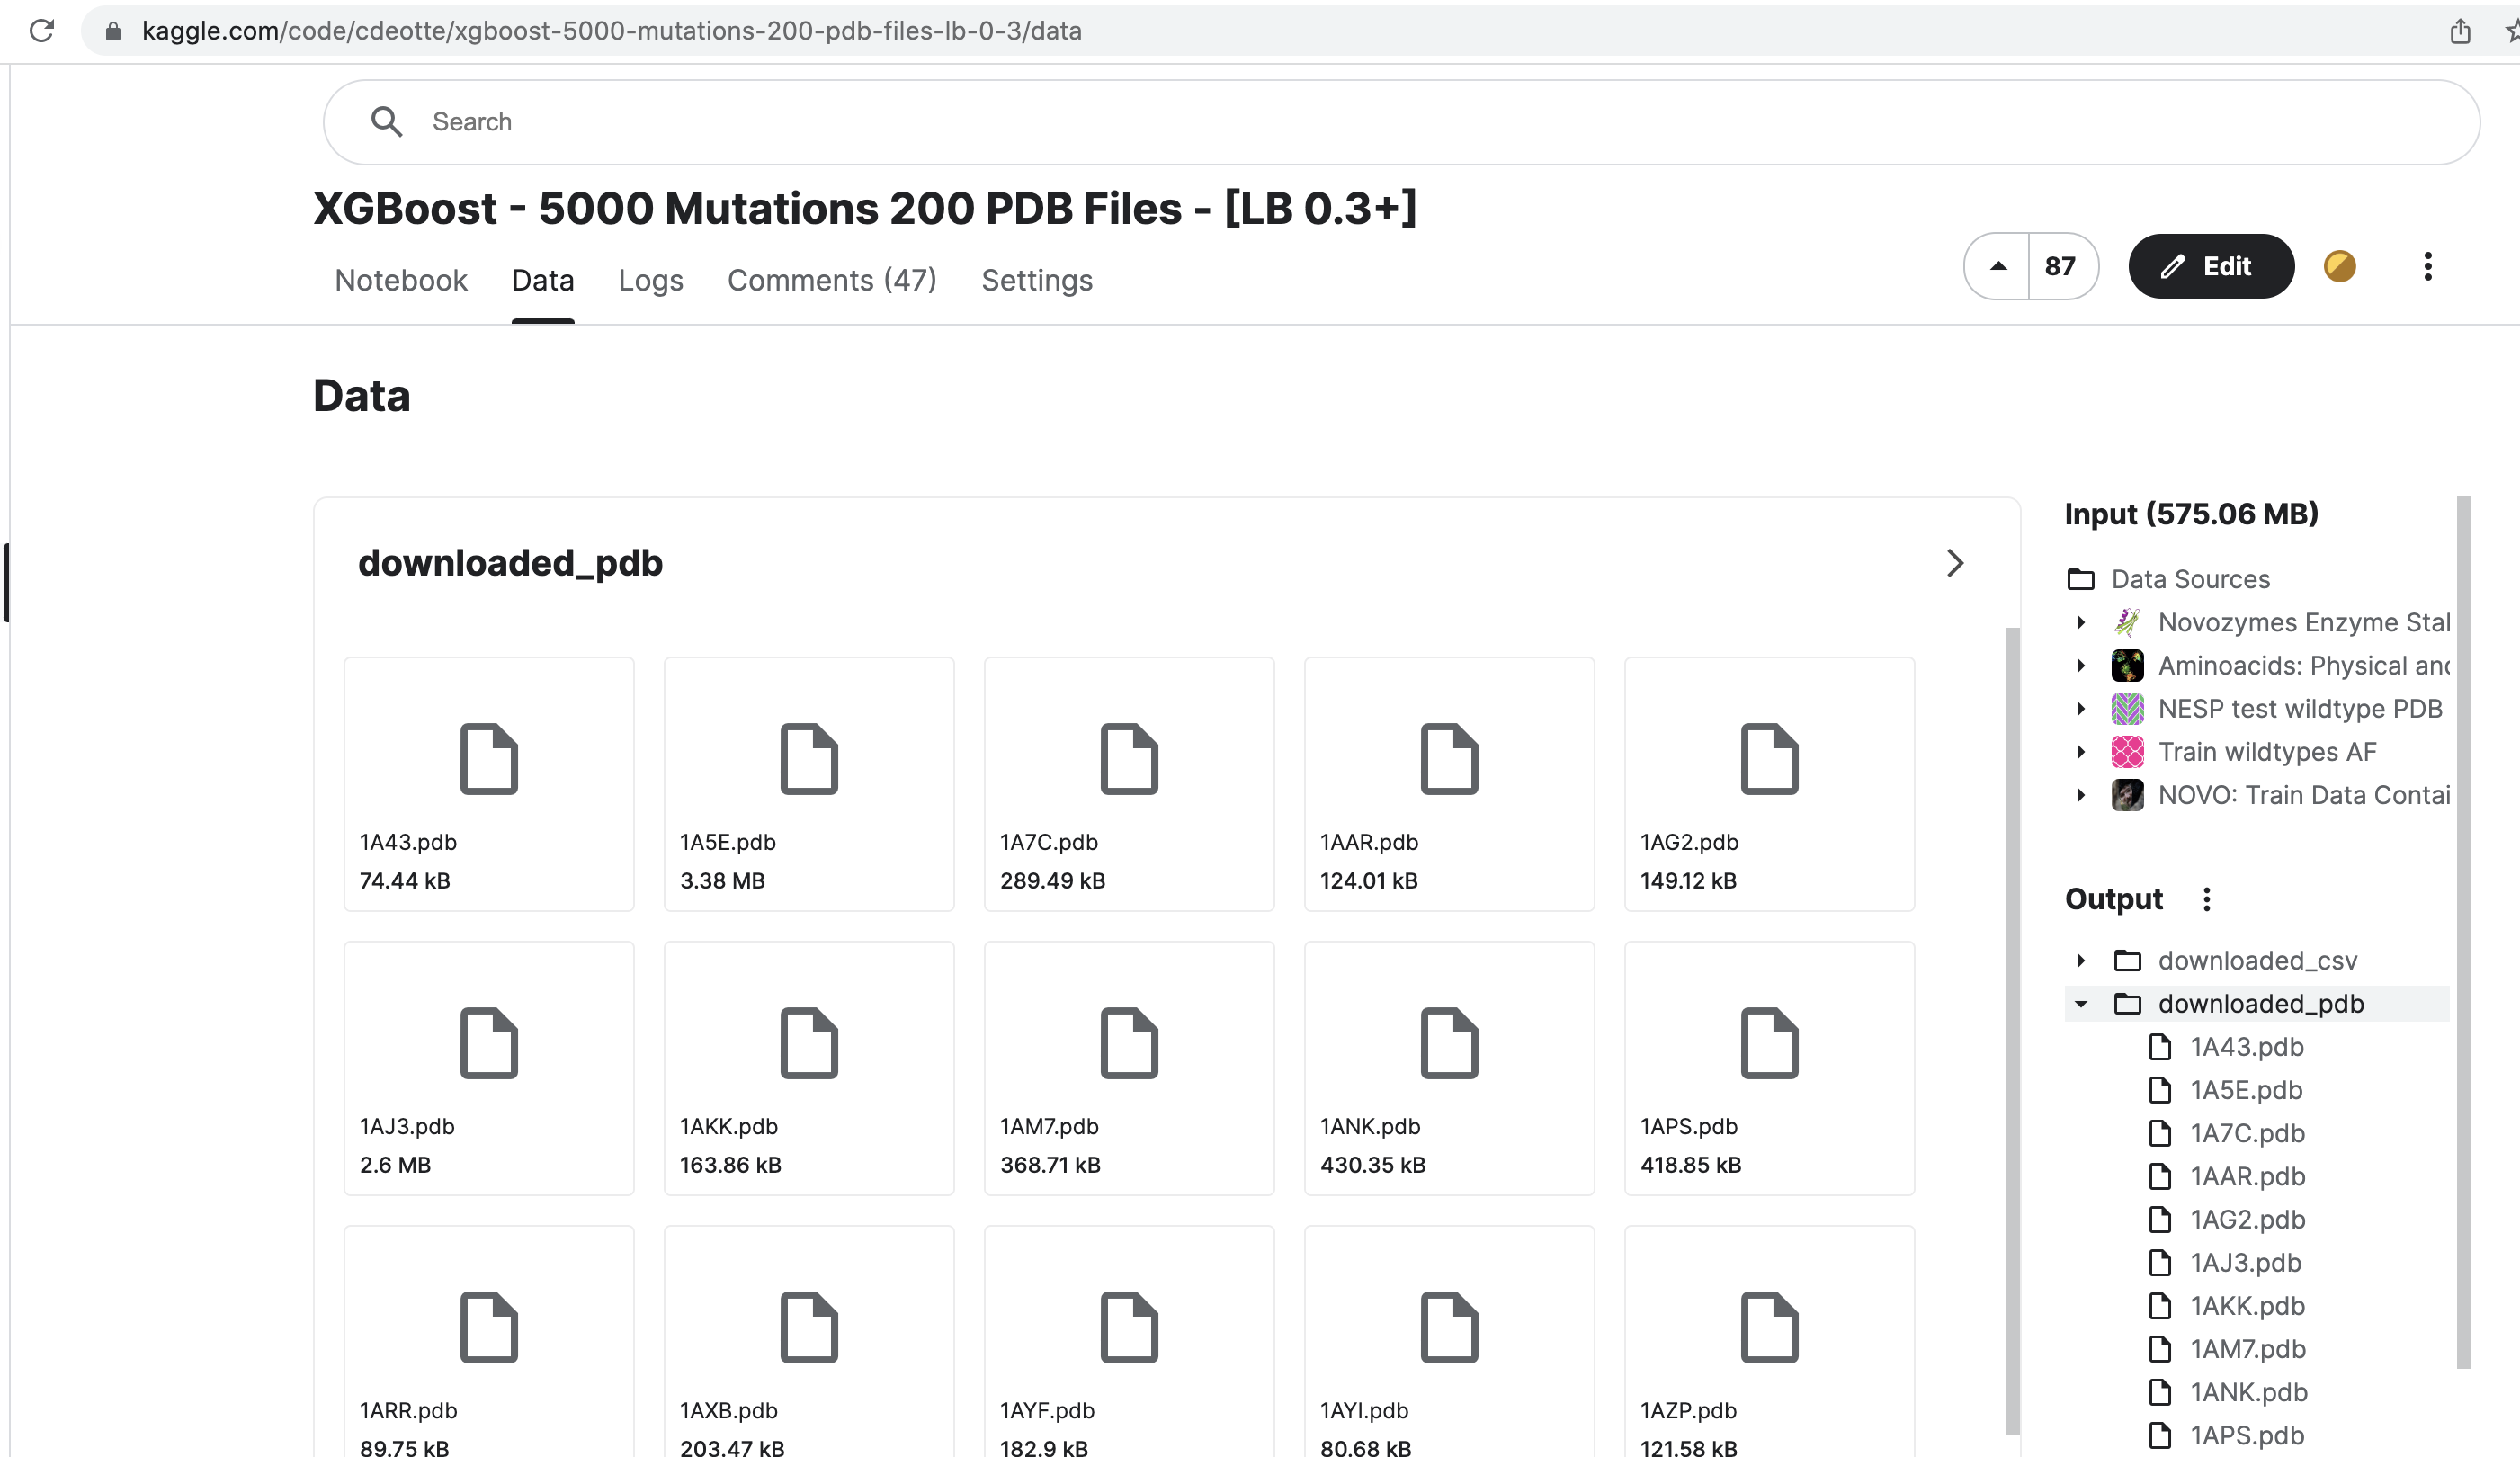 kaggle.com/code/cdeotte/xgboost-5000-mutations-200-pdb-files-lb-0-3/data
Search
XGBoost - 5000 Mutations 200 PDB Files - [LB 0.3+]
Notebook Data Logs Comments (47) Settings
87 Edit
Data
downloaded_pdb
1A43.pdb
74.44 kB
1A5E.pdb
3.38 MB
1A7C.pdb
289.49 kB
1AAR.pdb
124.01 kB
1AG2.pdb
149.12 kB
1AJ3.pdb
2.6 MB
1AKK.pdb
163.86 kB
1AM7.pdb
368.71 kB
1ANK.pdb
430.35 kB
1APS.pdb
418.85 kB
1ARR.pdb
89.75 kB
1AXB.pdb
203.47 kB
1AYF.pdb
182.9 kB
1AYI.pdb
80.68 kB
1AZP.pdb
121.58 kB
Input (575.06 MB)
Data Sources
Novozymes Enzyme Stal
Aminoacids: Physical and
NESP test wildtype PDB
Train wildtypes AF
NOVO: Train Data Contai
Output
downloaded_csv
downloaded_pdb
1A43.pdb
1A5E.pdb
1A7C.pdb
1AAR.pdb
1AG2.pdb
1AJ3.pdb
1AKK.pdb
1AM7.pdb
1ANK.pdb
1APS.pdb